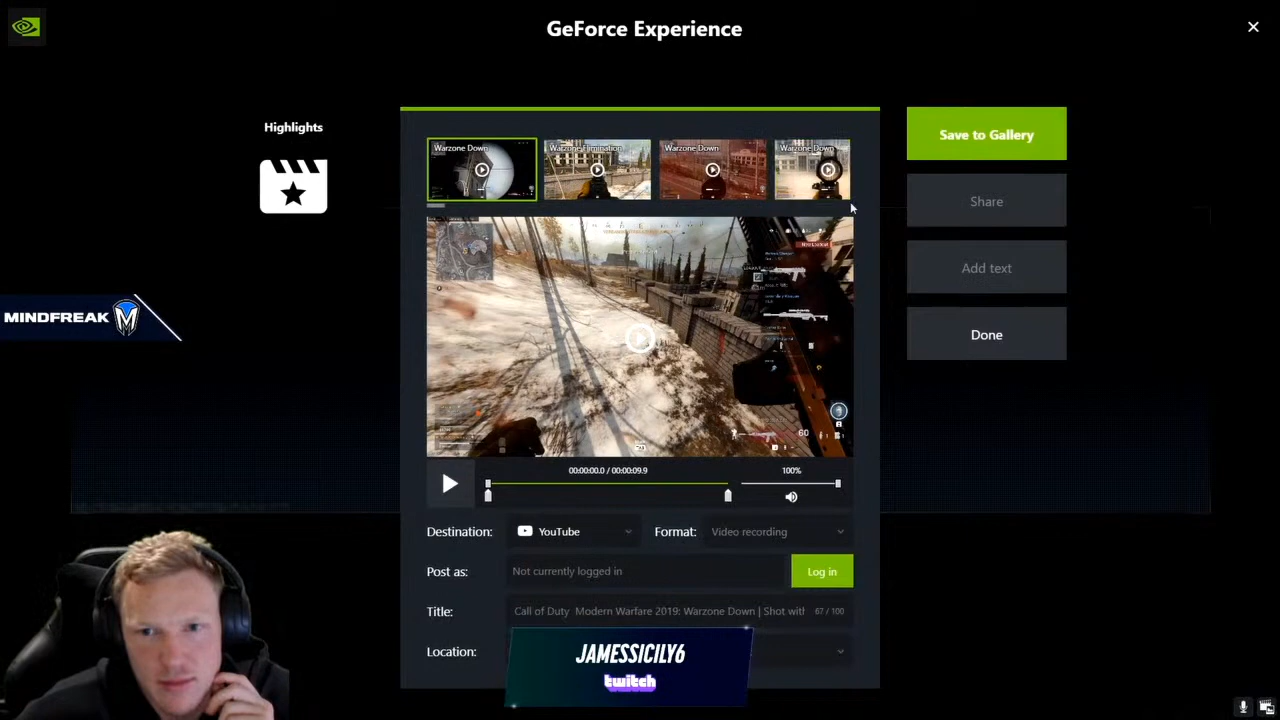 GeForce Experience
Highlights
Warzone Down
Warzone Elimination
Warzone Down
Warzone Down
Save to Gallery
Share
Add text
Done
MINDFREAK
60
00:00:00.0 / 00:00:09.9
100%
Destination:
YouTube
Format:
Video recording
Post as:
Not currently logged in
Log in
Title:
Call of Duty Modern Warfare 2019: Warzone Down | Shot with
67 / 100
Location:
JAMESSICILY6
twitch